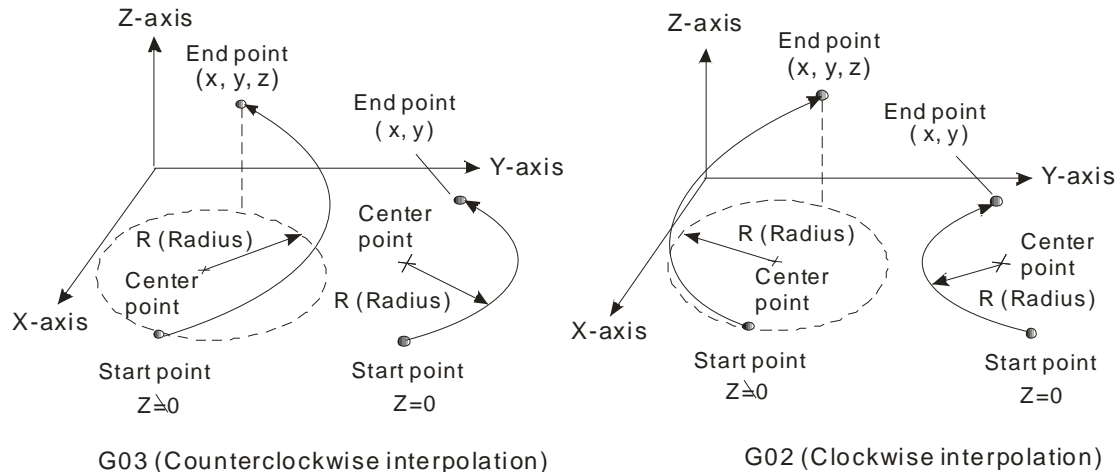 Z-axis
End point
(x, y, z)
End point
( x, y)
Y-axis
R (Radius)
Center
point
Center
point
R (Radius)
X-axis
Start point
Z≠0
Start point
Z=0
G03 (Counterclockwise interpolation)
Z-axis
End point
(x, y, z)
End point
(x, y)
Y-axis
R (Radius)
Center
point
Center
point
R (Radius)
X-axis
Start point
Z≠0
Start point
Z=0
G02 (Clockwise interpolation)